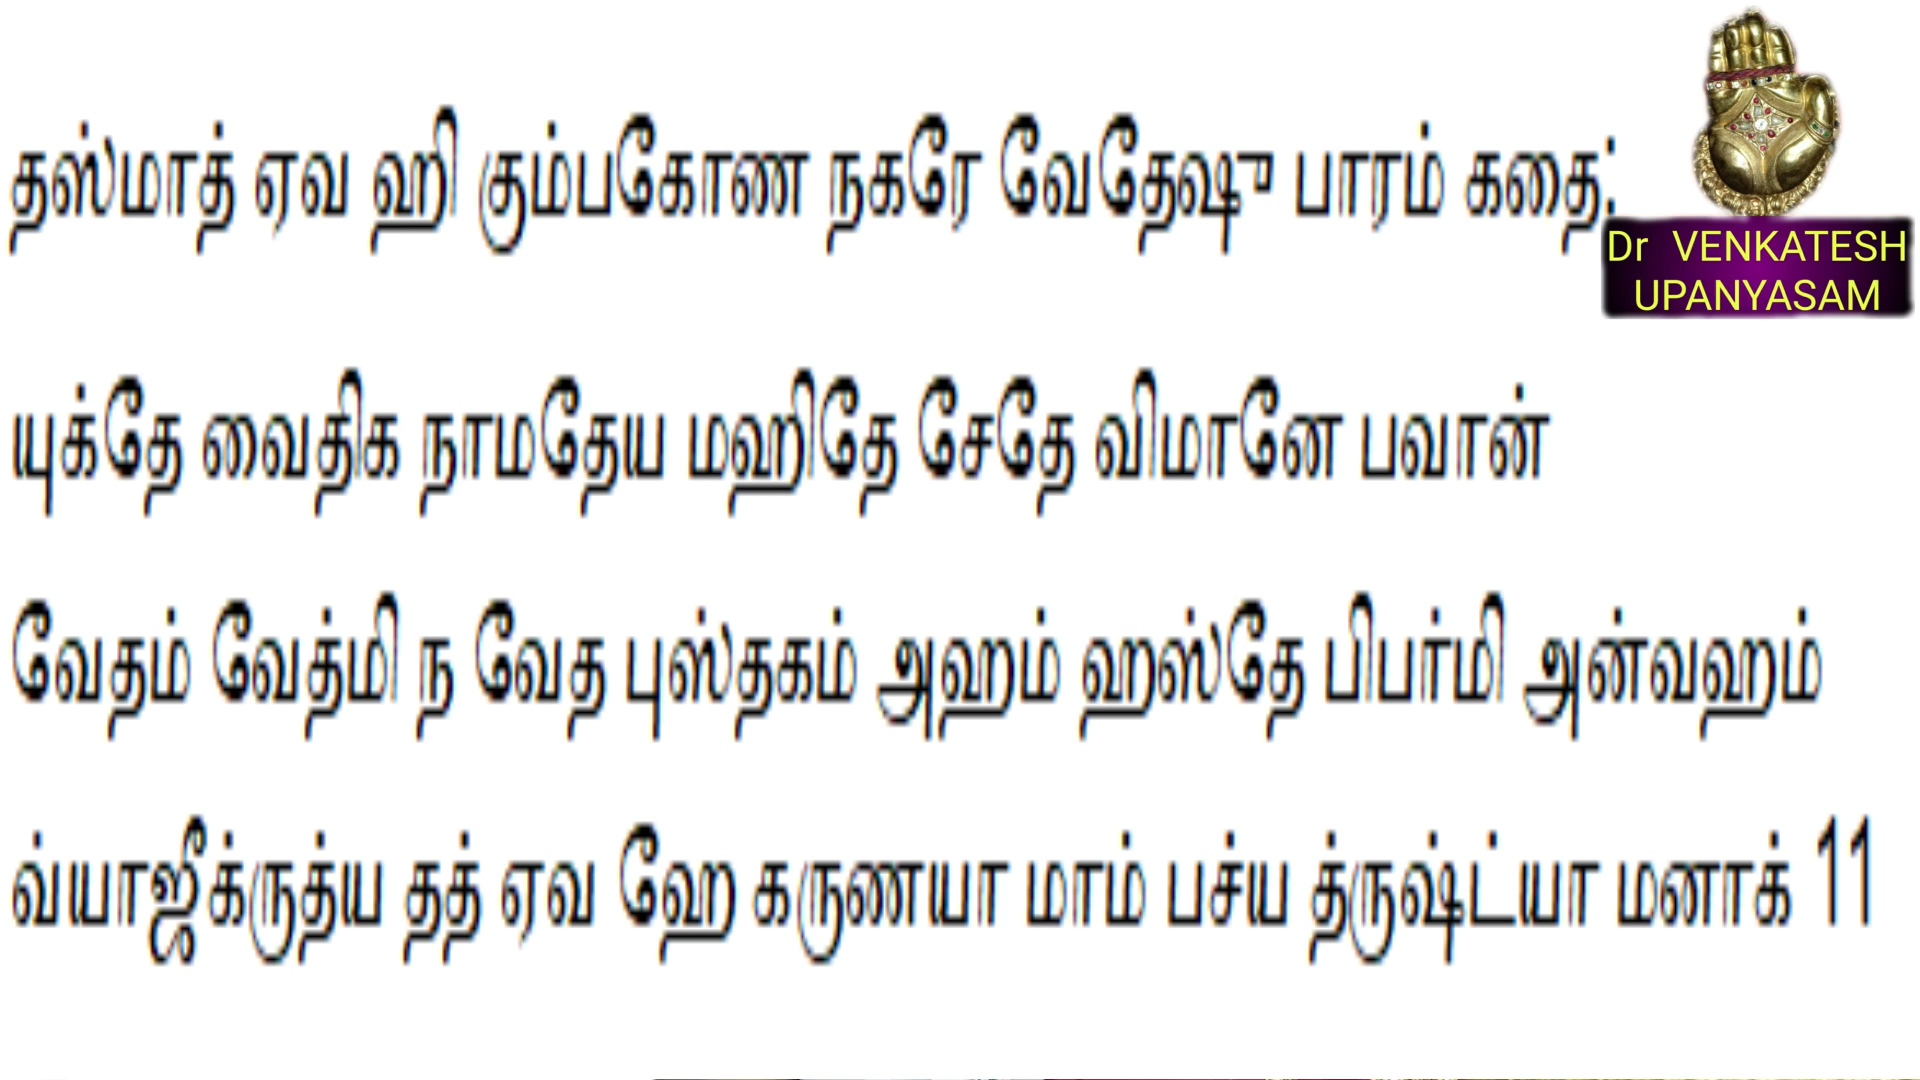 தஸ்மாத் ஏவ ஹி கும்பகோண நகரே வேதேஷு பாரம் கதை:
Dr VENKATESH
UPANYASAM
யுக்தே வைதிக நாமதேய மஹிதே சேதே விமானே பவான்
வேதம் வேத்மி ந வேத புஸ்தகம் அஹம் ஹஸ்தே பிபர்மி அன்வஹம்
வ்யாஜீக்ருத்ய தத் ஏவ ஹே கருணயா மாம் பச்ய த்ருஷ்ட்யா மனாக் 11